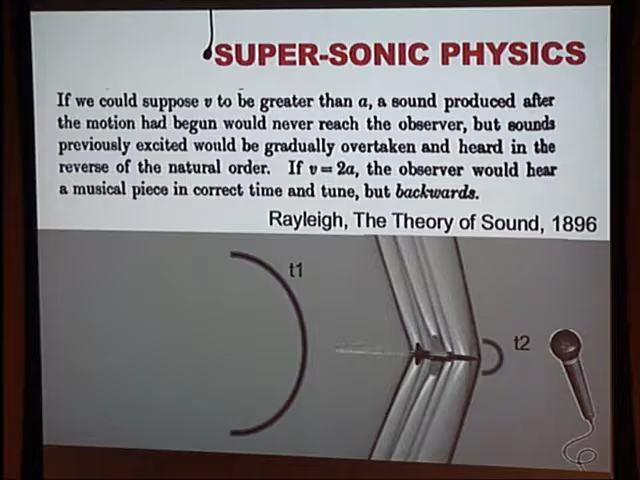 SUPER-SONIC PHYSICS
If we could suppose v to be greater than a, a sound produced after
the motion had begun would never reach the observer, but sounds
previously excited would be gradually overtaken and heard in the
reverse of the natural order. If v = 2a, the observer would hear
a musical piece in correct time and tune, but backwards.
Rayleigh, The Theory of Sound, 1896
t1
t2